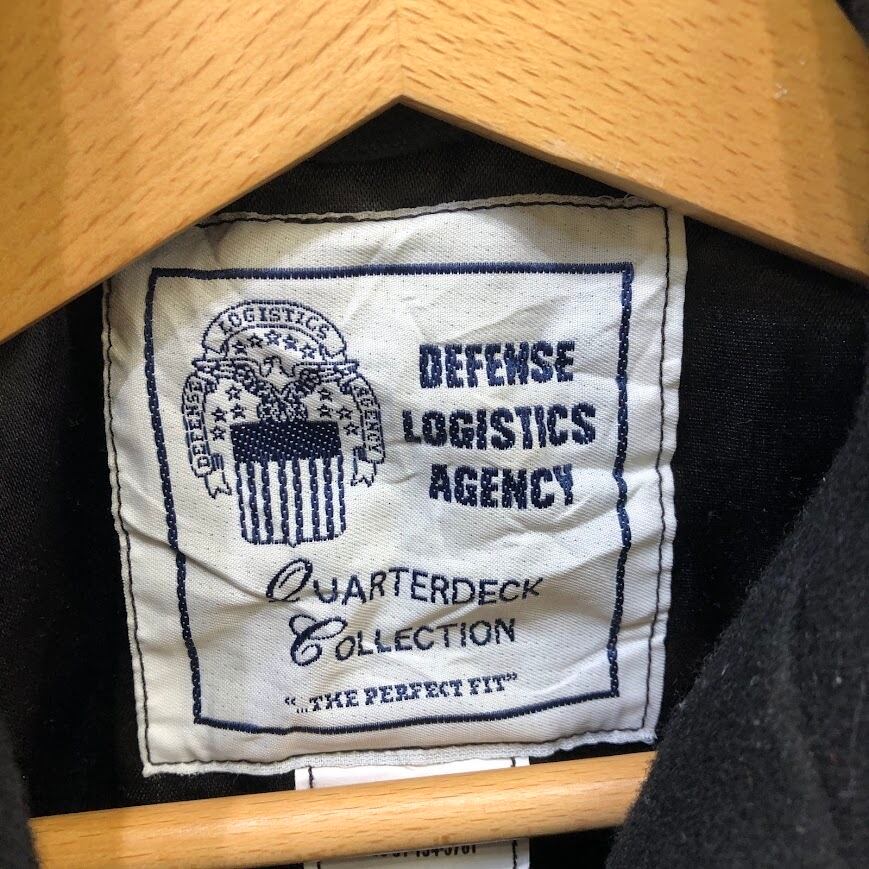 DEFENSE LOGISTICS AGENCY
DEFENSE
LOGISTICS
AGENCY
QUARTERDECK
COLLECTION
"...THE PERFECT FIT"